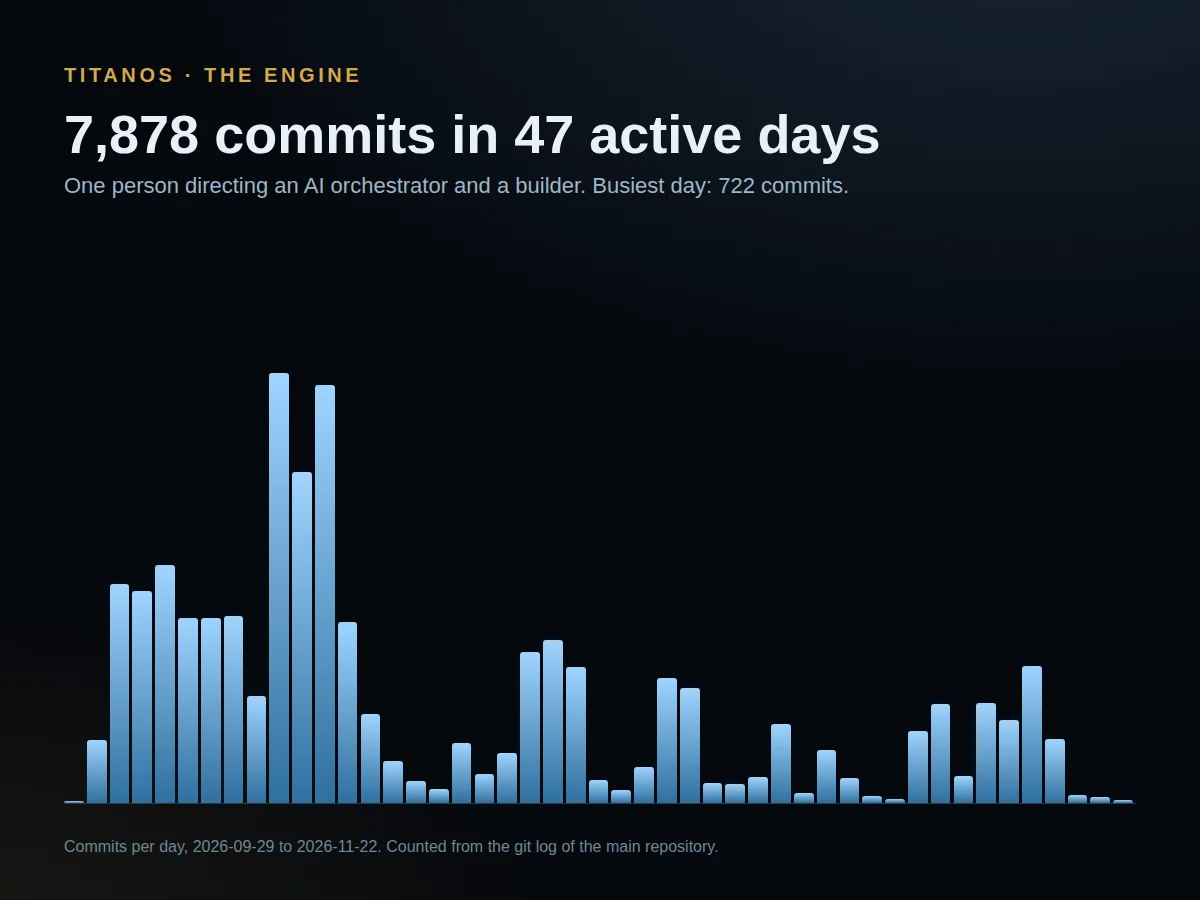 TITANOS · THE ENGINE
7,878 commits in 47 active days
One person directing an AI orchestrator and a builder. Busiest day: 722 commits.
Commits per day, 2026-09-29 to 2026-11-22. Counted from the git log of the main repository.